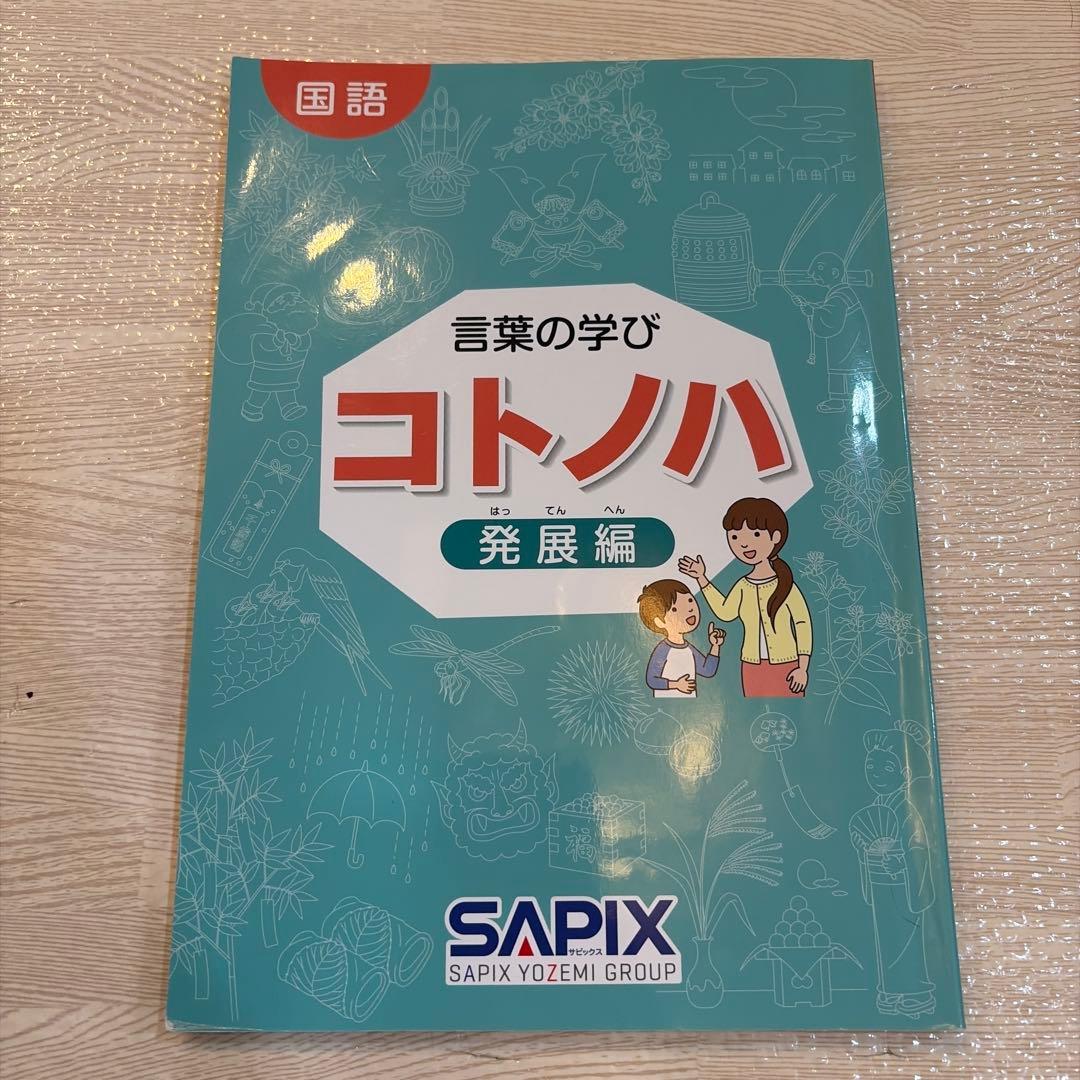 国語
言葉の学び
コトノハ
はってんへん
発展編
福
SAPIX
サピックス
SAPIX YOZEMI GROUP